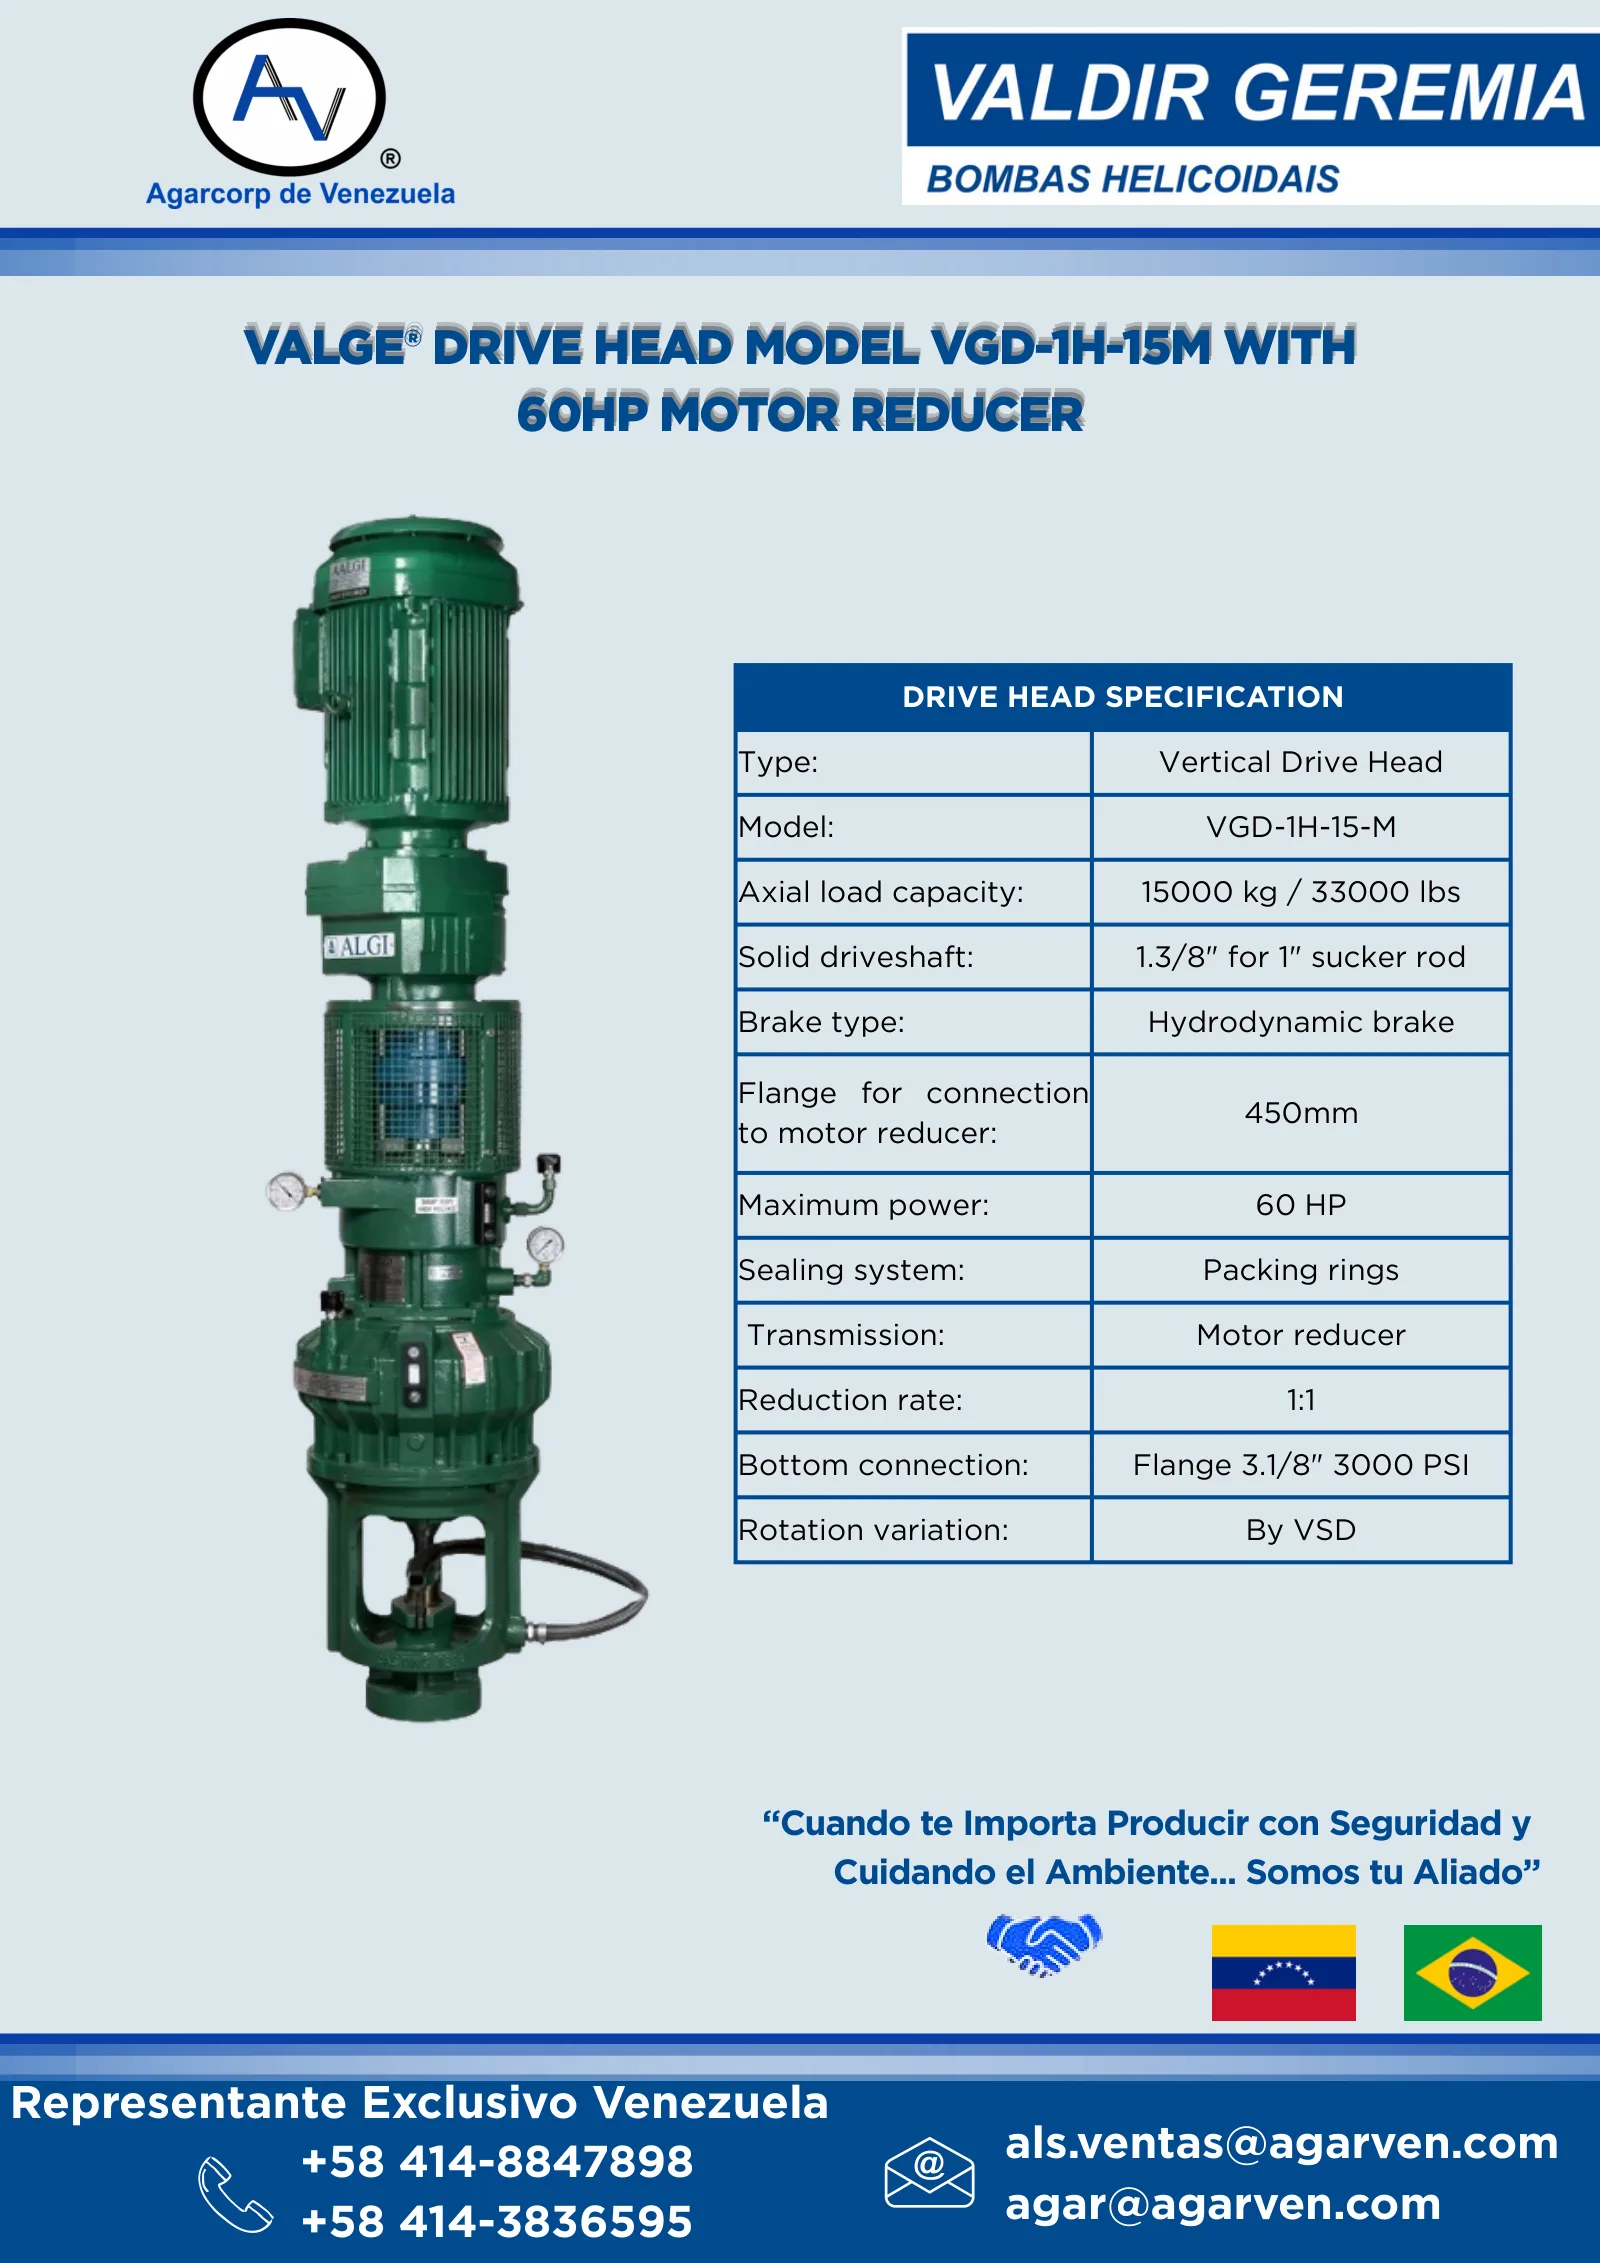 AV
®
Agarcorp de Venezuela
VALDIR GEREMIA
BOMBAS HELICOIDAIS
VALGE® DRIVE HEAD MODEL VGD-1H-15M WITH
60HP MOTOR REDUCER
ALGI
DRIVE HEAD SPECIFICATION
Type: Vertical Drive Head
Model: VGD-1H-15-M
Axial load capacity: 15000 kg / 33000 lbs
Solid driveshaft: 1.3/8" for 1" sucker rod
Brake type: Hydrodynamic brake
Flange for connection
to motor reducer: 450mm
Maximum power: 60 HP
Sealing system: Packing rings
Transmission: Motor reducer
Reduction rate: 1:1
Bottom connection: Flange 3.1/8" 3000 PSI
Rotation variation: By VSD
“Cuando te Importa Producir con Seguridad y
Cuidando el Ambiente... Somos tu Aliado”
Representante Exclusivo Venezuela
+58 414-8847898
+58 414-3836595
@
als.ventas@agarven.com
agar@agarven.com